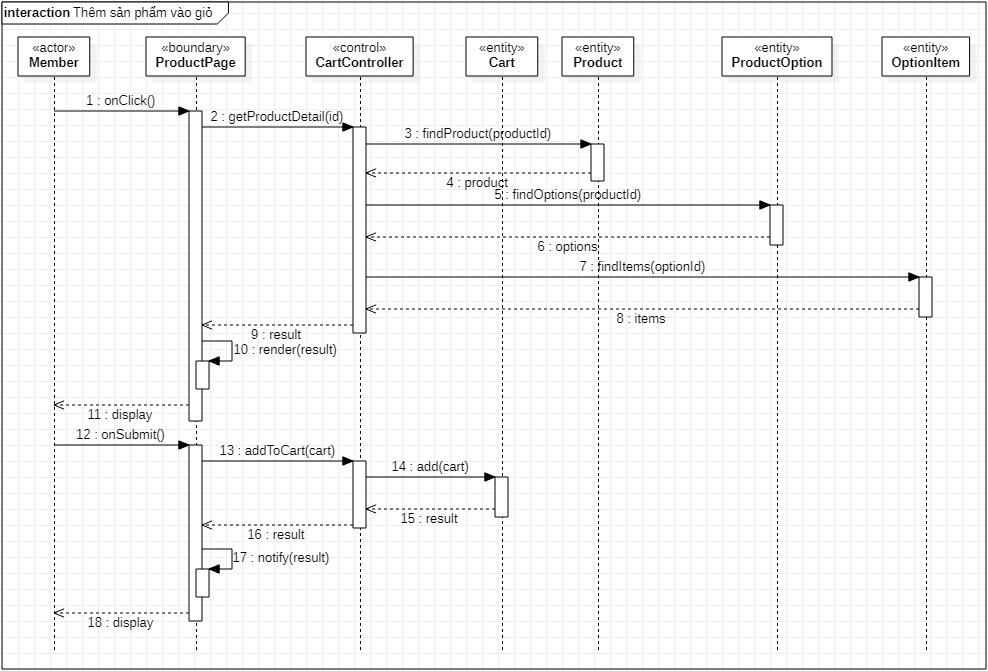 interaction Thêm sản phẩm vào giỏ
«actor»
Member
«boundary»
ProductPage
«control»
CartController
«entity»
Cart
«entity»
Product
«entity»
ProductOption
«entity»
OptionItem
1 : onClick()
2 : getProductDetail(id)
3 : findProduct(productId)
4 : product
5 : findOptions(productId)
6 : options
7 : findItems(optionId)
8 : items
9 : result
10 : render(result)
11 : display
12 : onSubmit()
13 : addToCart(cart)
14 : add(cart)
15 : result
16 : result
17 : notify(result)
18 : display